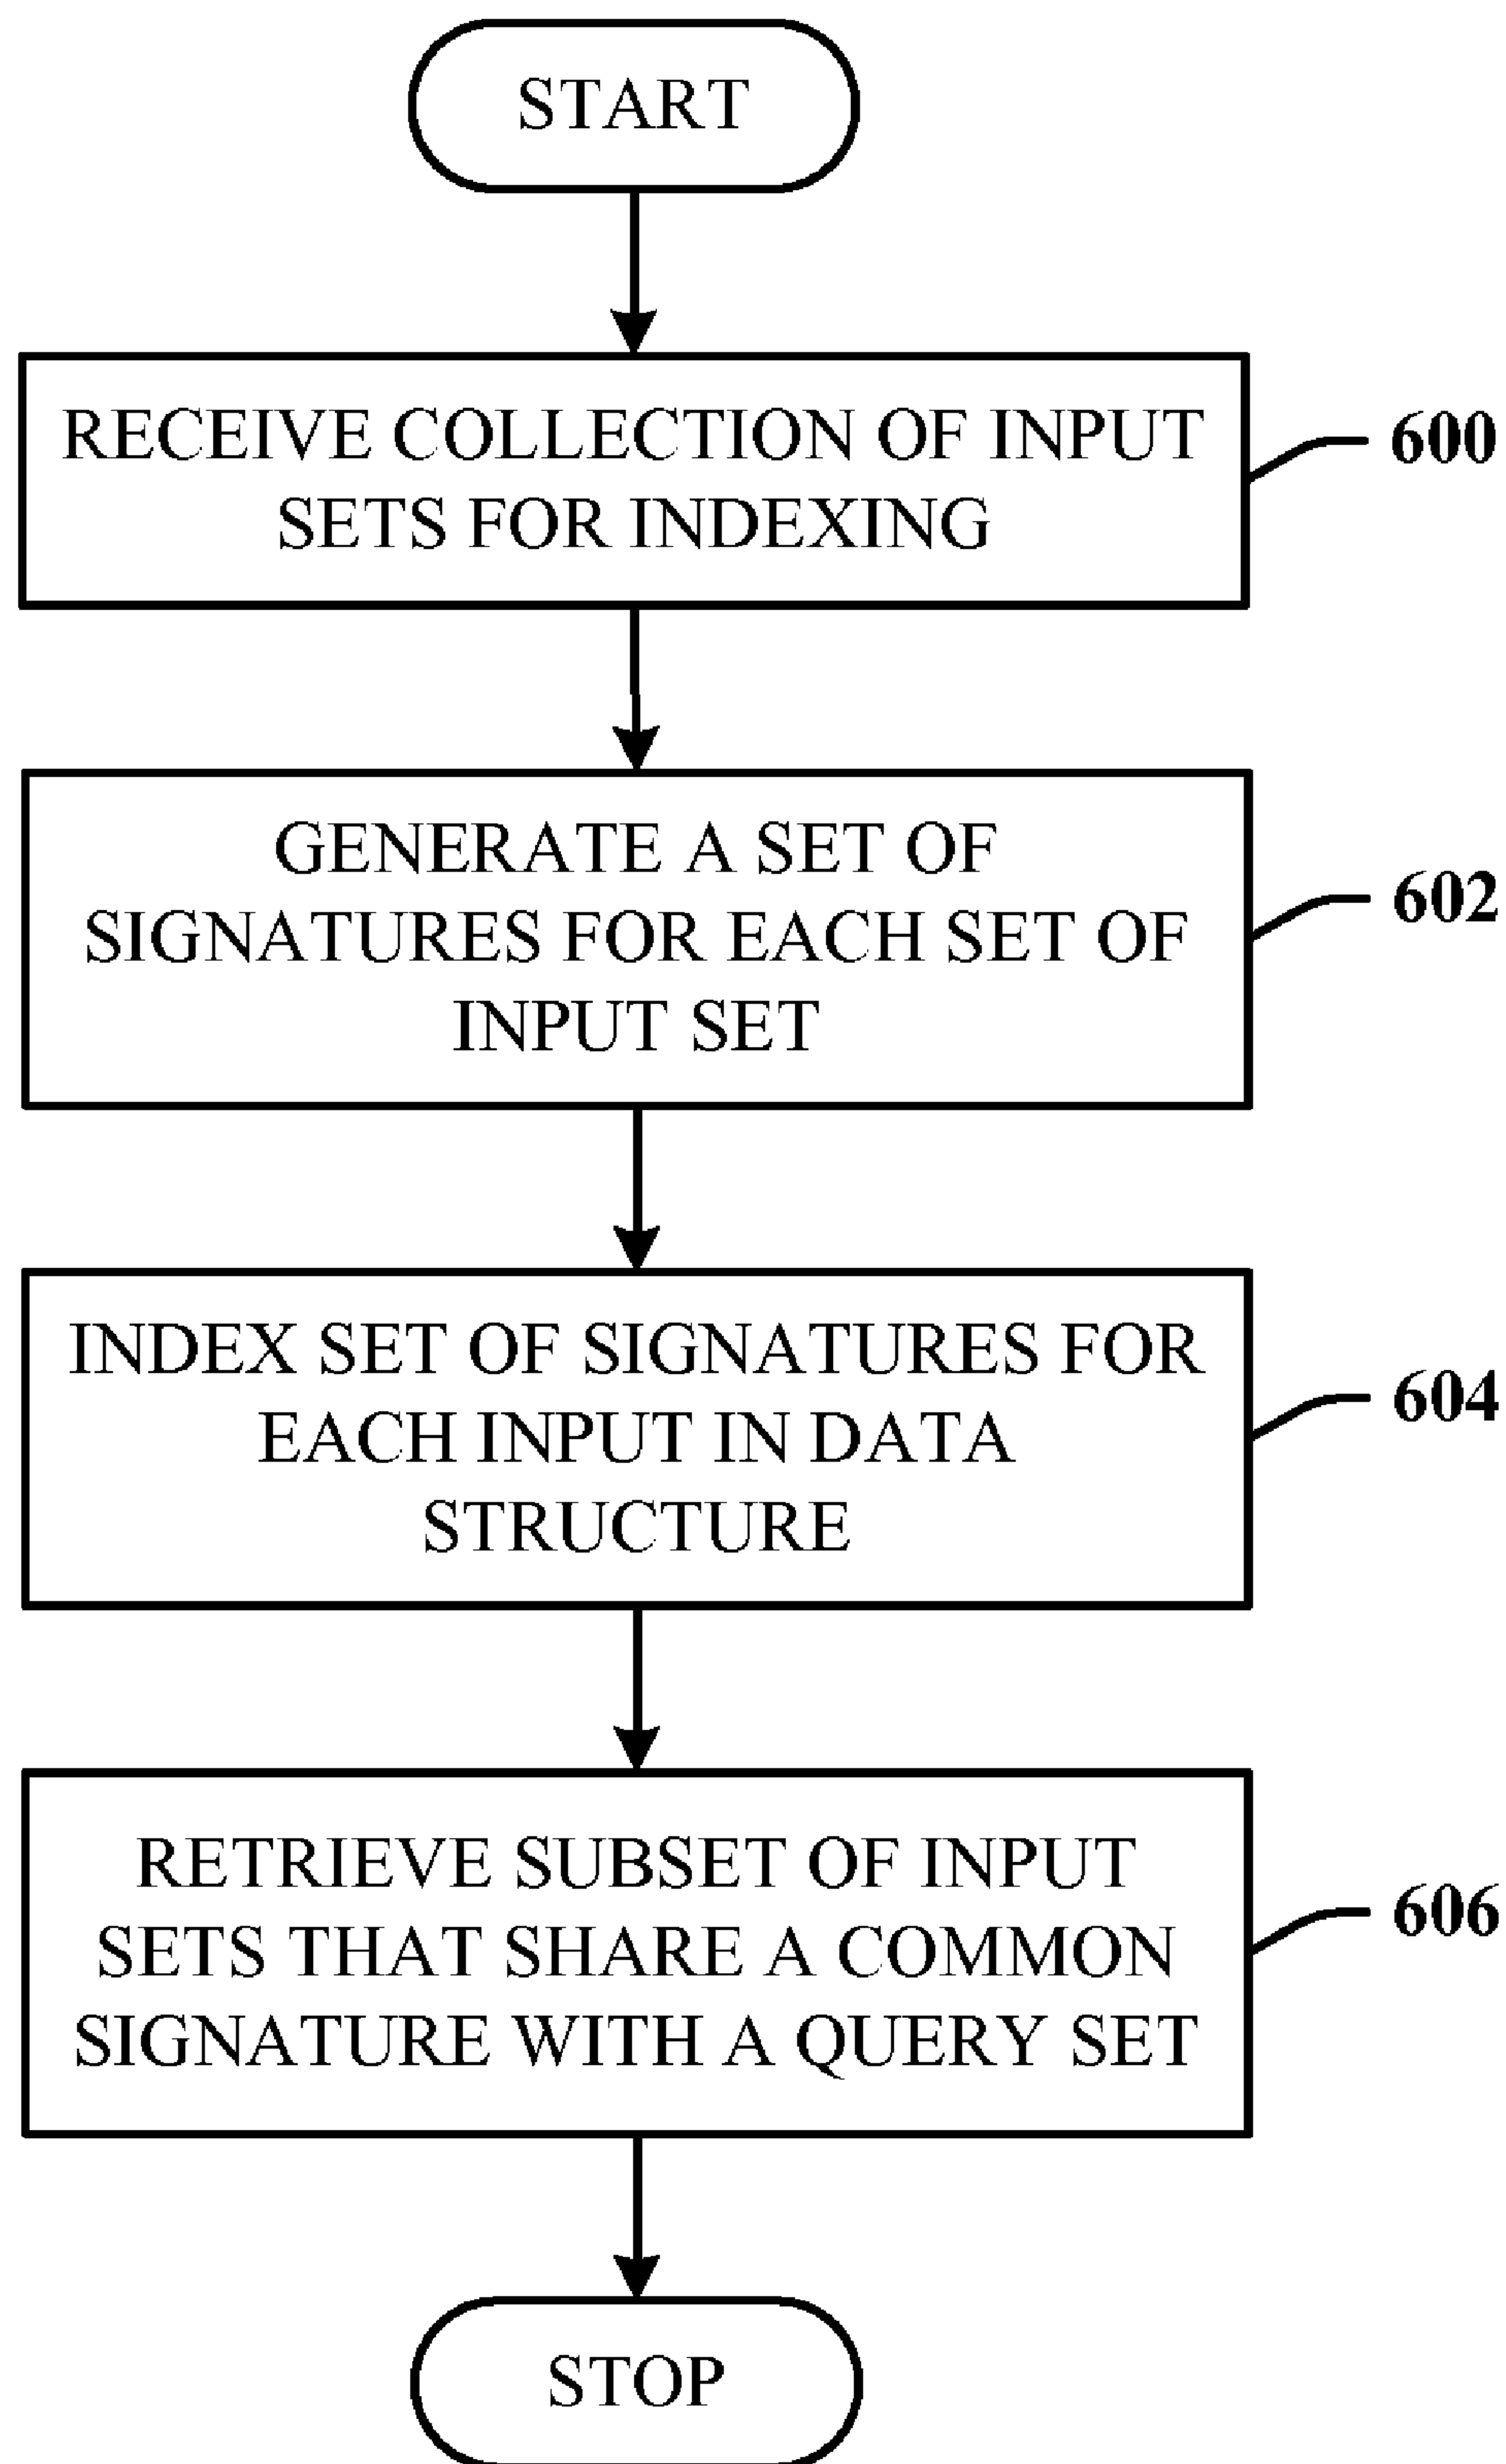 START
RECEIVE COLLECTION OF INPUT
SETS FOR INDEXING
600
GENERATE A SET OF
SIGNATURES FOR EACH SET OF
INPUT SET
602
INDEX SET OF SIGNATURES FOR
EACH INPUT IN DATA
STRUCTURE
604
RETRIEVE SUBSET OF INPUT
SETS THAT SHARE A COMMON
SIGNATURE WITH A QUERY SET
606
STOP